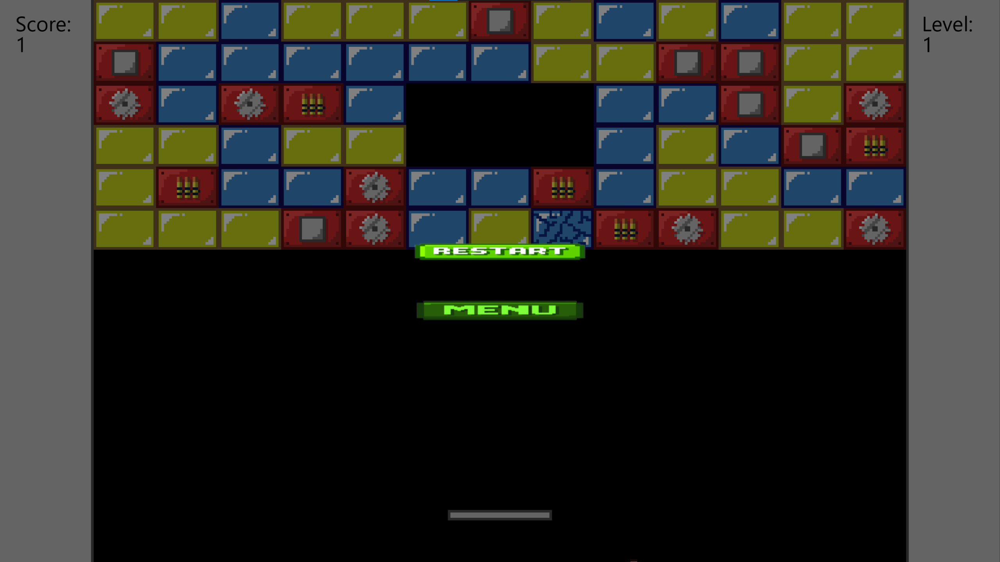 Score:
1
Level:
1
RESTART
MENU